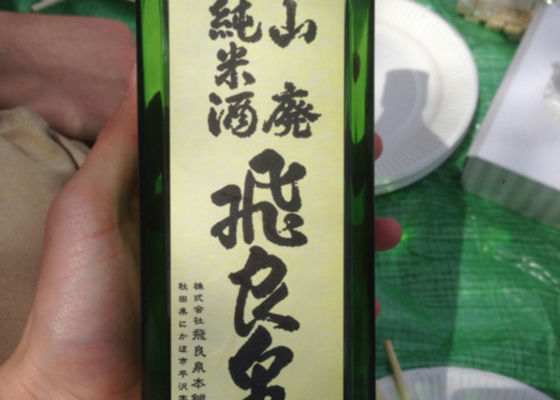 山廃
純米酒
飛良泉
株式会社飛良泉本舗
秋田県にかほ市平沢